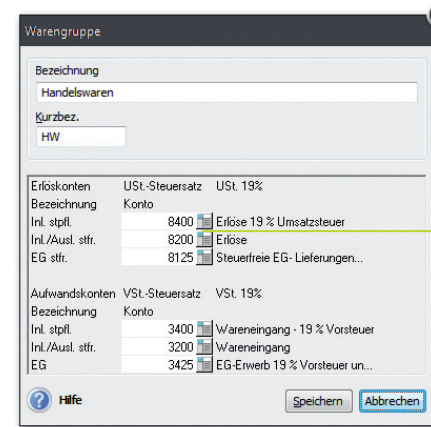 Warengruppe
Bezeichnung
Handelswaren
Kurzbez.
HW
Erlöskonten USt.-Steuersatz USt. 19%
Bezeichnung Konto
Inl. stpfl. 8400 Erlöse 19 % Umsatzsteuer
Inl./Ausl. stfr. 8200 Erlöse
EG stfr. 8125 Steuerfreie EG- Lieferungen...
Aufwandskonten VSt.-Steuersatz VSt. 19%
Bezeichnung Konto
Inl. stpfl. 3400 Wareneingang - 19 % Vorsteuer
Inl./Ausl. stfr. 3200 Wareneingang
EG 3425 EG-Erwerb 19 % Vorsteuer un...
Hilfe Speichern Abbrechen